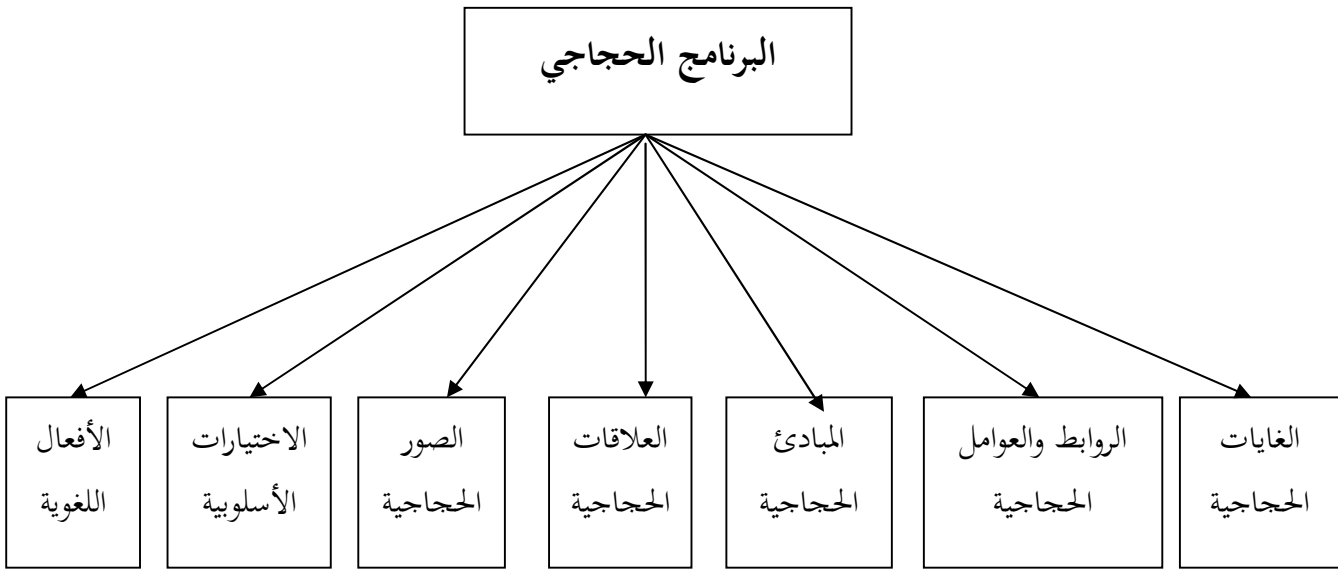 البرنامج الحجاجي
الغايات
الحجاجية
الروابط والعوامل
الحجاجية
المبادئ
الحجاجية
العلاقات
الحجاجية
الصور
الحجاجية
الاختيارات
الأسلوبية
الأفعال
اللغوية